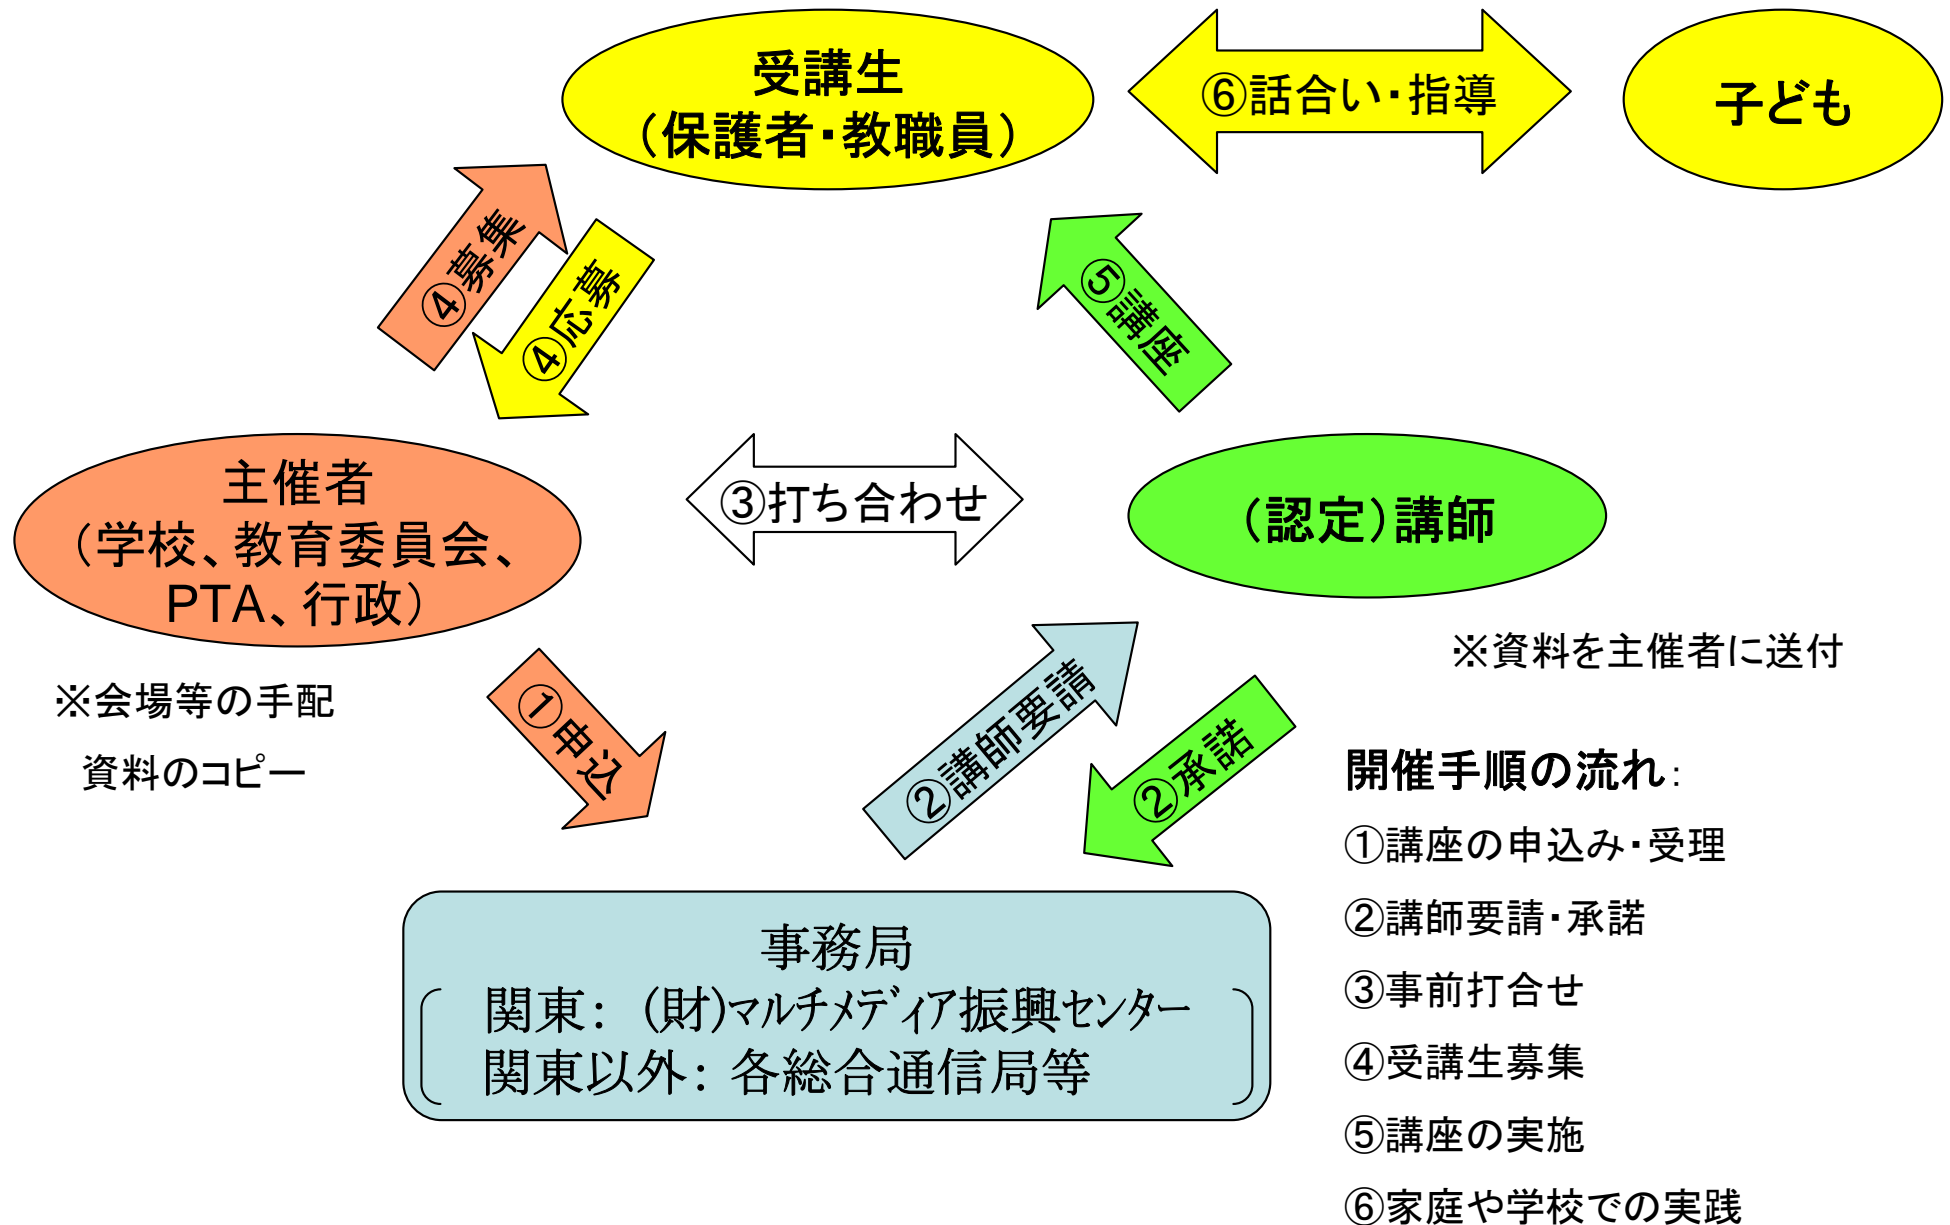 受講生
（保護者・教職員）
⑥話合い・指導
子ども
④募集
④応募
⑤講座
主催者
（学校、教育委員会、
PTA、行政）
③打ち合わせ
（認定）講師
※会場等の手配
資料のコピー
①申込
②講師要請
②承諾
※資料を主催者に送付
事務局
関東：（財）マルチメディア振興センター
関東以外：各総合通信局等
開催手順の流れ：
①講座の申込み・受理
②講師要請・承諾
③事前打合せ
④受講生募集
⑤講座の実施
⑥家庭や学校での実践